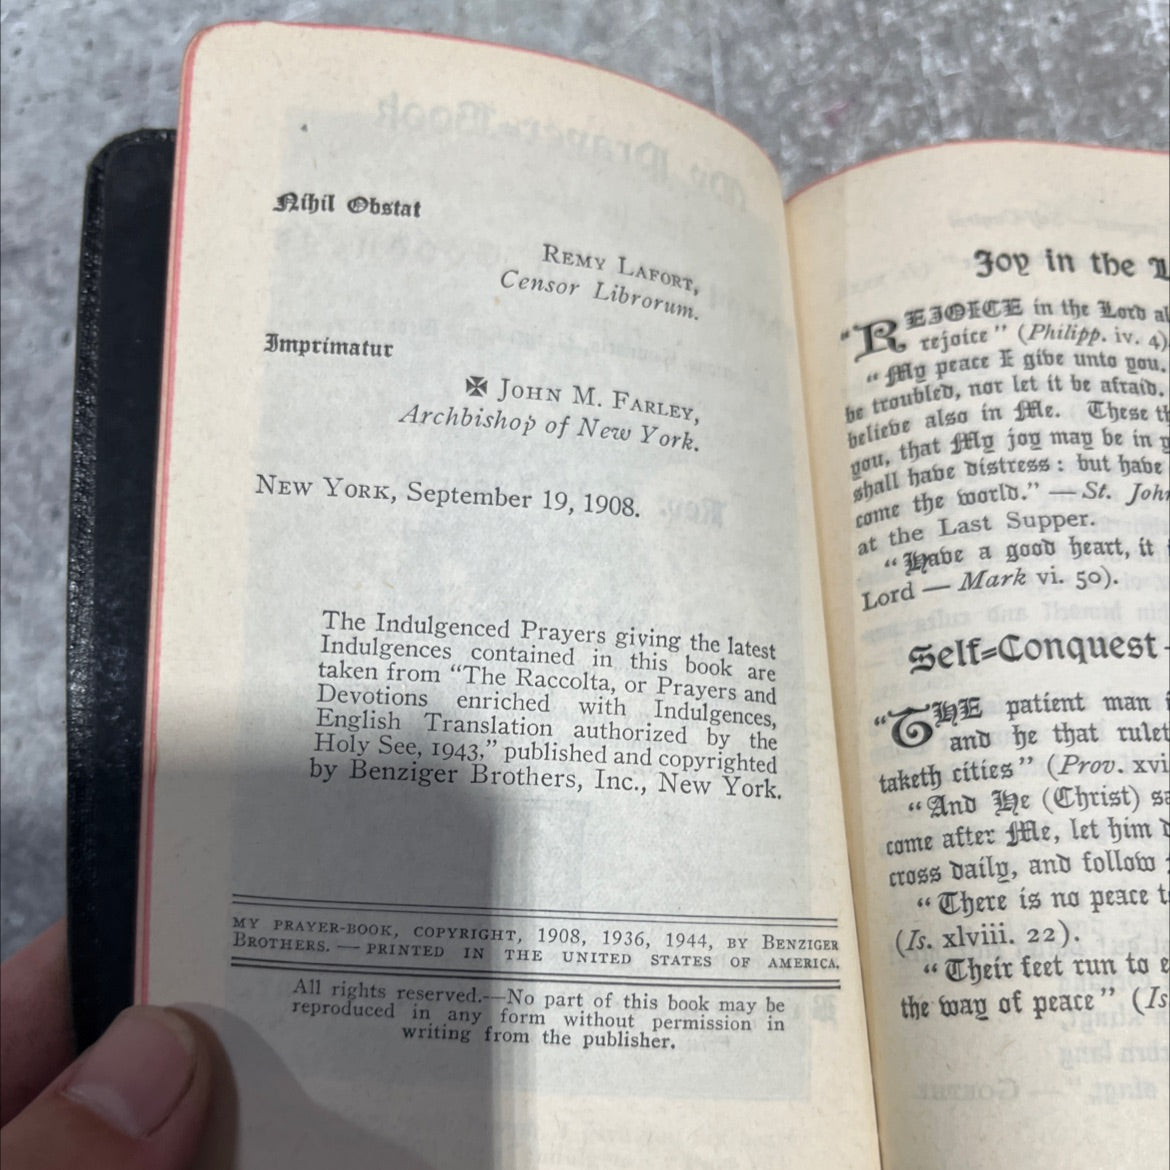 Nihil Obstat
REMY LAFORT,
Censor Librorum.
Imprimatur
✠ JOHN M. FARLEY,
Archbishop of New York.
NEW YORK, September 19, 1908.
The Indulgenced Prayers giving the latest
Indulgences contained in this book are
taken from "The Raccolta, or Prayers and
Devotions enriched with Indulgences,
English Translation authorized by the
Holy See, 1943," published and copyrighted
by Benziger Brothers, Inc., New York.
MY PRAYER-BOOK, COPYRIGHT, 1908, 1936, 1944, BY BENZIGER
BROTHERS. — PRINTED IN THE UNITED STATES OF AMERICA.
All rights reserved.—No part of this book may be
reproduced in any form without permission in
writing from the publisher.
Joy in the
"REJOICE in the Lord
rejoice" (Philipp. iv. 4)
"My peace I give unto you.
be troubled, nor let it be afraid.
believe also in Me. These
you, that My joy may be in
shall have distress: but have
come the world." — St. John
at the Last Supper.
"Have a good heart, it
Lord — Mark vi. 50).
Self=Conquest
"THE patient man
and he that
taketh cities" (Prov.
"And He (Christ)
come after Me, let him
cross daily, and follow
"There is no peace
(Is. xlviii. 22).
"Their feet run to
the way of peace" (Is